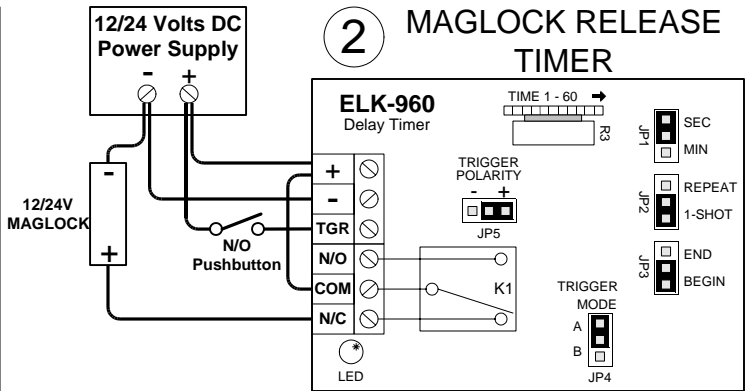 12/24 Volts DC
Power Supply
- +
2
MAGLOCK RELEASE
TIMER
ELK-960
Delay Timer
TIME 1 - 60
R3
JP1
SEC
MIN
TRIGGER
POLARITY
- +
JP5
JP2
REPEAT
1-SHOT
JP3
END
BEGIN
-
12/24V
MAGLOCK
+
N/O
Pushbutton
+
-
TGR
N/O
COM
N/C
K1
TRIGGER
MODE
A
B
JP4
*
LED